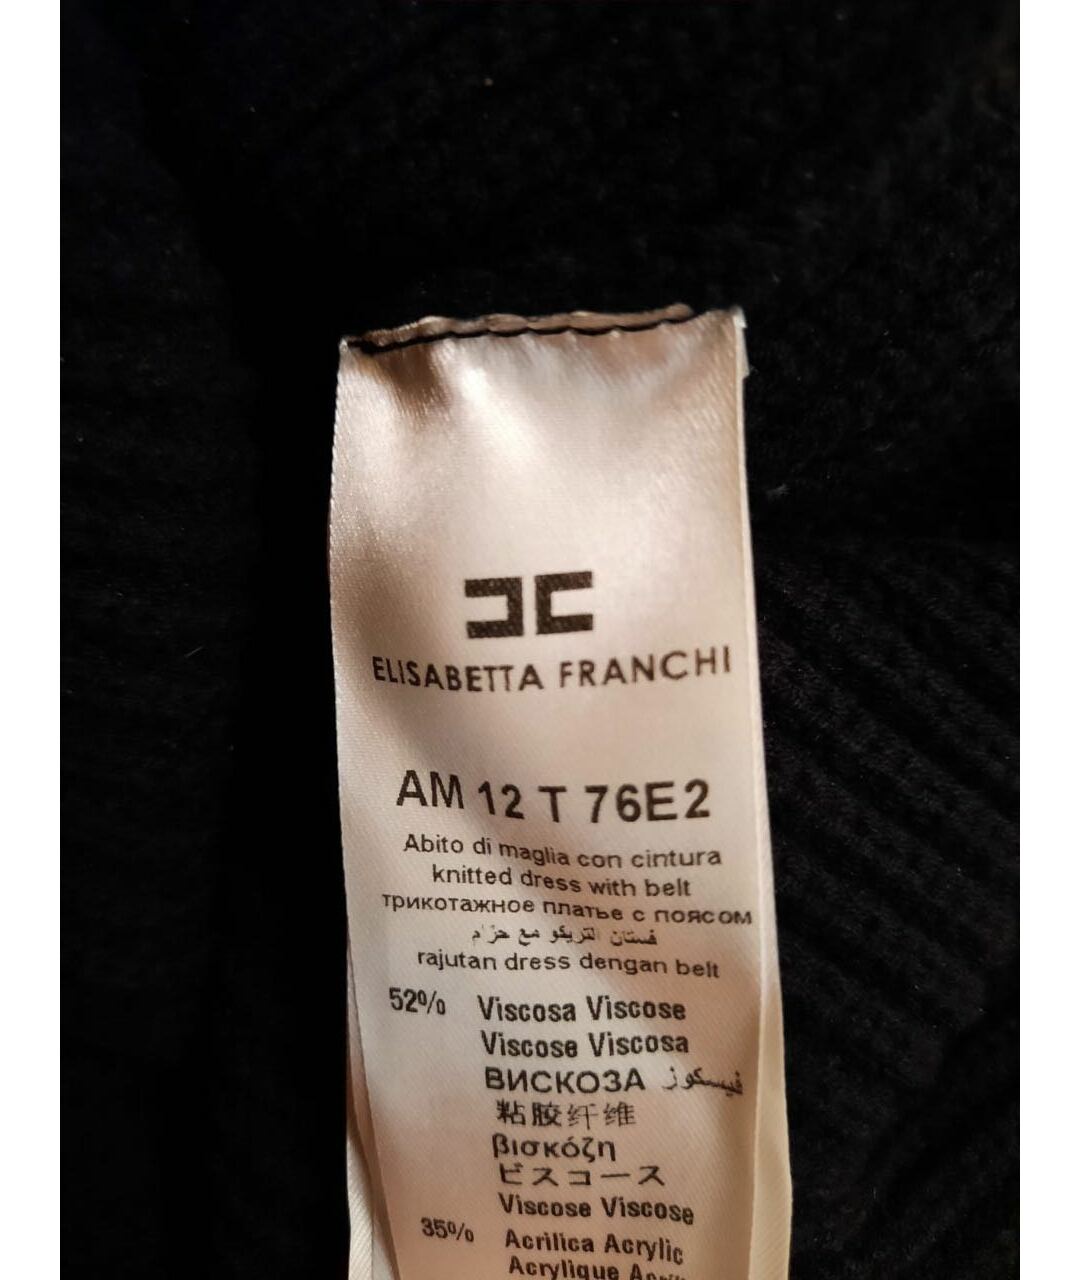 ELISABETTA FRANCHI
AM 12 T 76E2
Abito di maglia con cintura
knitted dress with belt
трикотажное платье с поясом
فستان التريكو مع حزام
rajutan dress dengan belt
52% Viscosa Viscose
Viscose Viscosa
ВИСКОЗА فيسكوز
粘胶纤维
βισκόζη
ビスコース
Viscose Viscose
35% Acrilica Acrylic
Acrylique